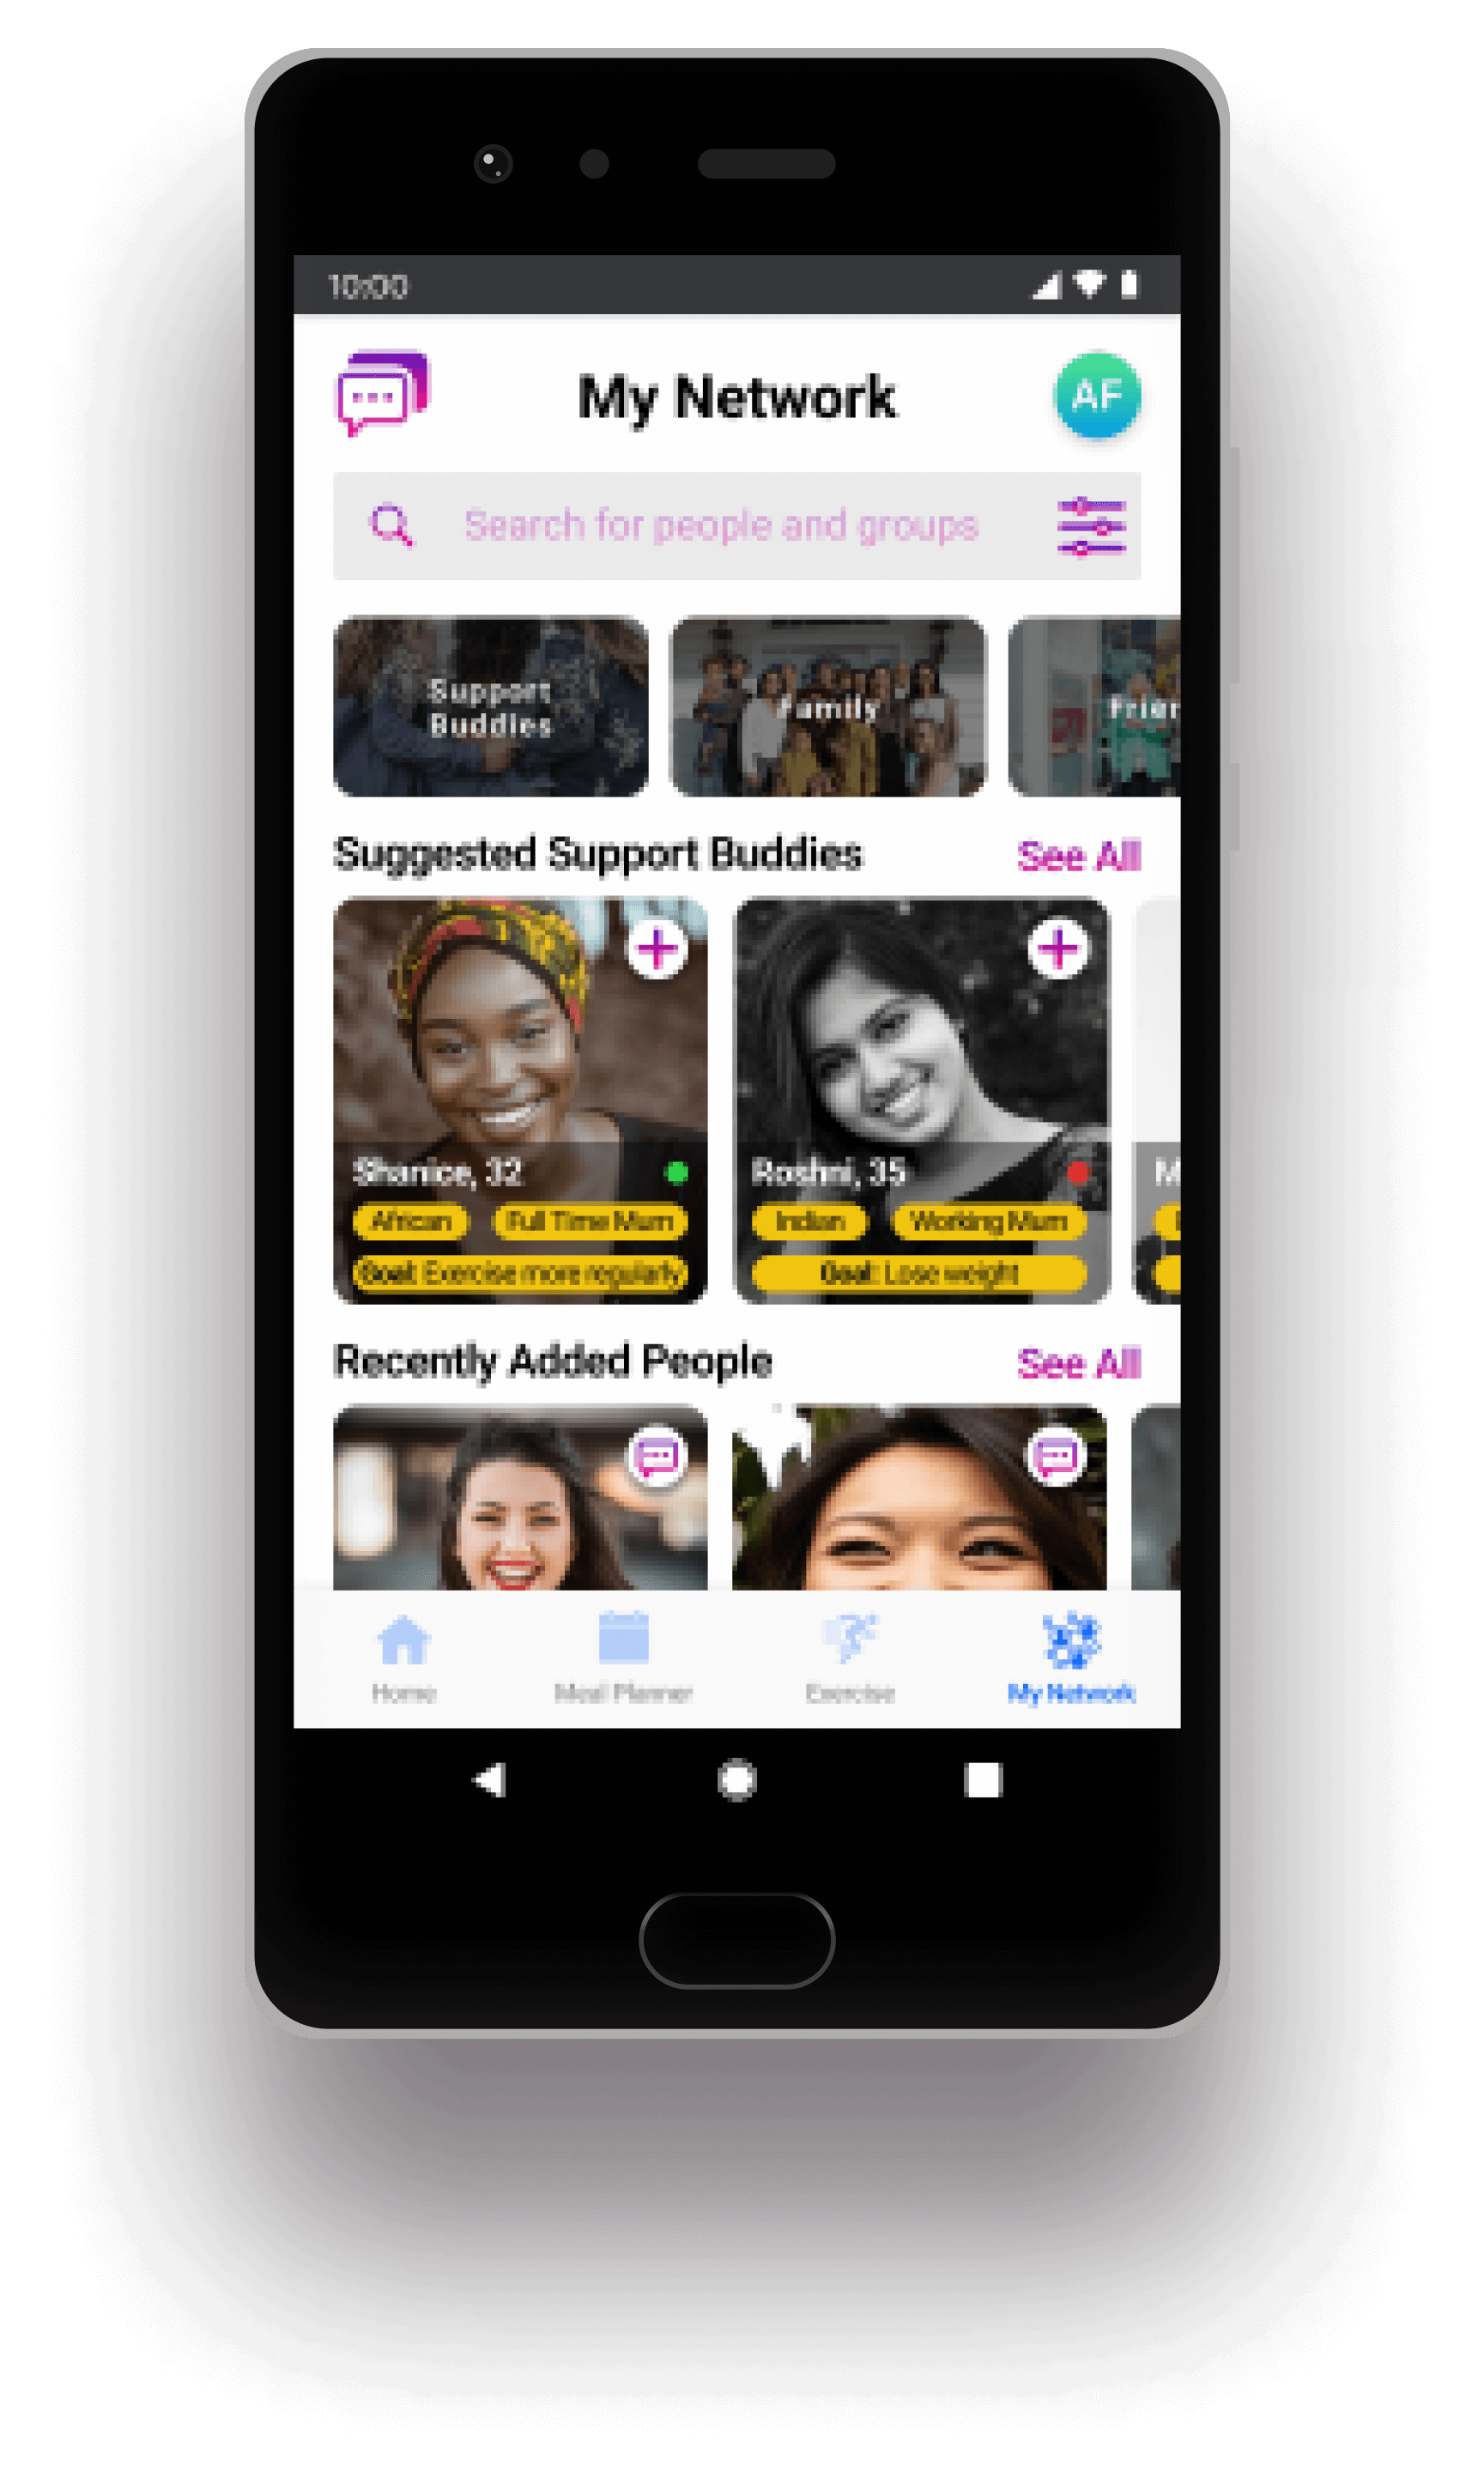 10:00
My Network
AF
Search for people and groups
Support
Buddies
Family
Frien
Suggested Support Buddies
See All
Shanice, 32
African
Full Time Mum
Goal: Exercise more regularly
Roshni, 35
Indian
Working Mum
Goal: Lose weight
M
Recently Added People
See All
Home
Meal Planner
Exercise
My Network